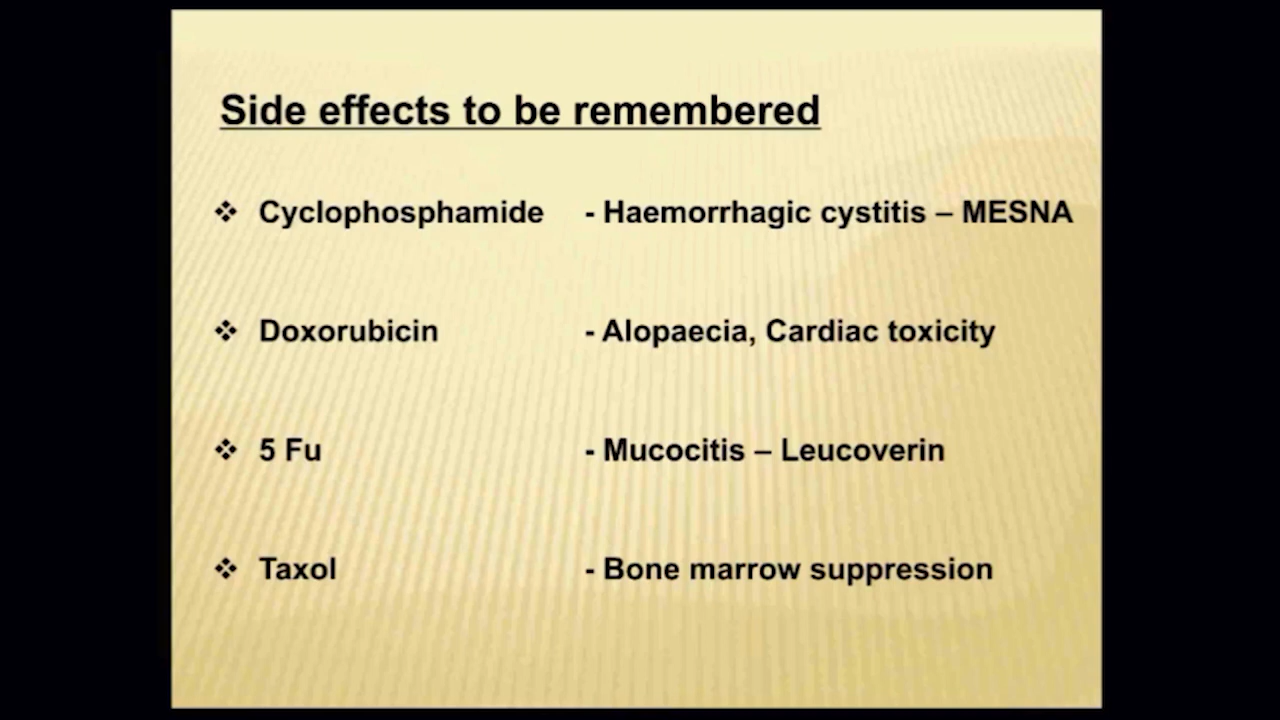 Side effects to be remembered
❖ Cyclophosphamide - Haemorrhagic cystitis – MESNA
❖ Doxorubicin - Alopaecia, Cardiac toxicity
❖ 5 Fu - Mucocitis – Leucoverin
❖ Taxol - Bone marrow suppression